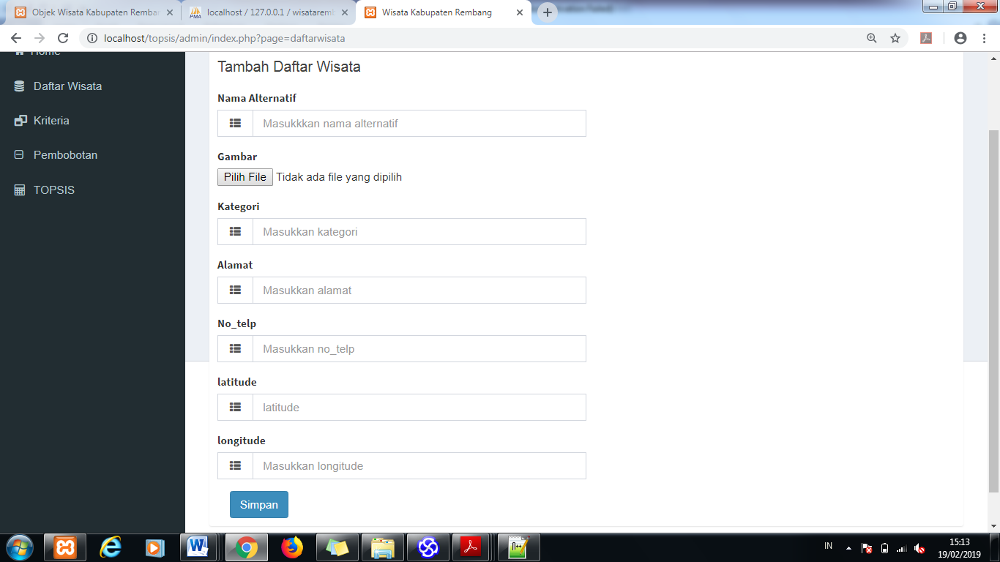 Objek Wisata Kabupaten Remban
localhost / 127.0.0.1 / wisataremb
Wisata Kabupaten Rembang
localhost/topsis/admin/index.php?page=daftarwisata
Home
Daftar Wisata
Kriteria
Pembobotan
TOPSIS
Tambah Daftar Wisata
Nama Alternatif
Masukkkan nama alternatif
Gambar
Pilih File Tidak ada file yang dipilih
Kategori
Masukkan kategori
Alamat
Masukkan alamat
No_telp
Masukkan no_telp
latitude
latitude
longitude
Masukkan longitude
Simpan
IN
15:13
19/02/2019